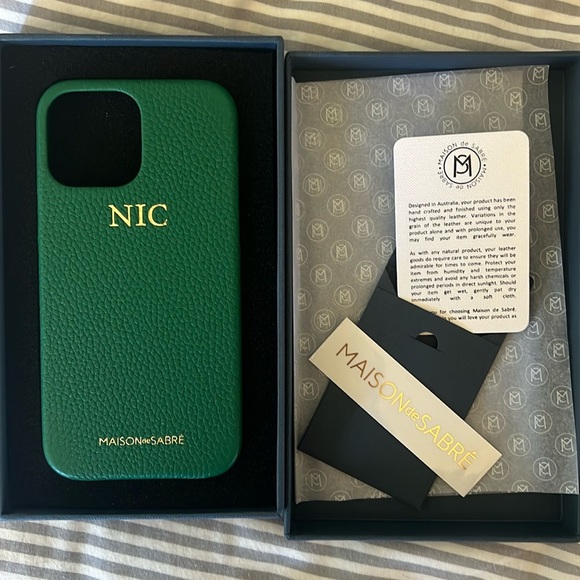 NIC
MAISONdeSABRÉ
MAISON de SABRÉ
MAISON de SABRÉ
Designed in Australia, your product has been
hand crafted and finished using only the
highest quality leather. Variations in the
grain of the leather are unique to your
product alone and with prolonged use, you
may find your item gracefully wear.
As with any natural product, your leather
goods do require care to ensure they will be
admirable for times to come. Protect your
item from humidity and temperature
extremes and avoid any harsh chemicals or
prolonged periods in direct sunlight. Should
your item get wet, gently pat dry
immediately with a soft cloth.
for choosing Maison de Sabré,
you will love your product as
MAISONdeSABRÉ